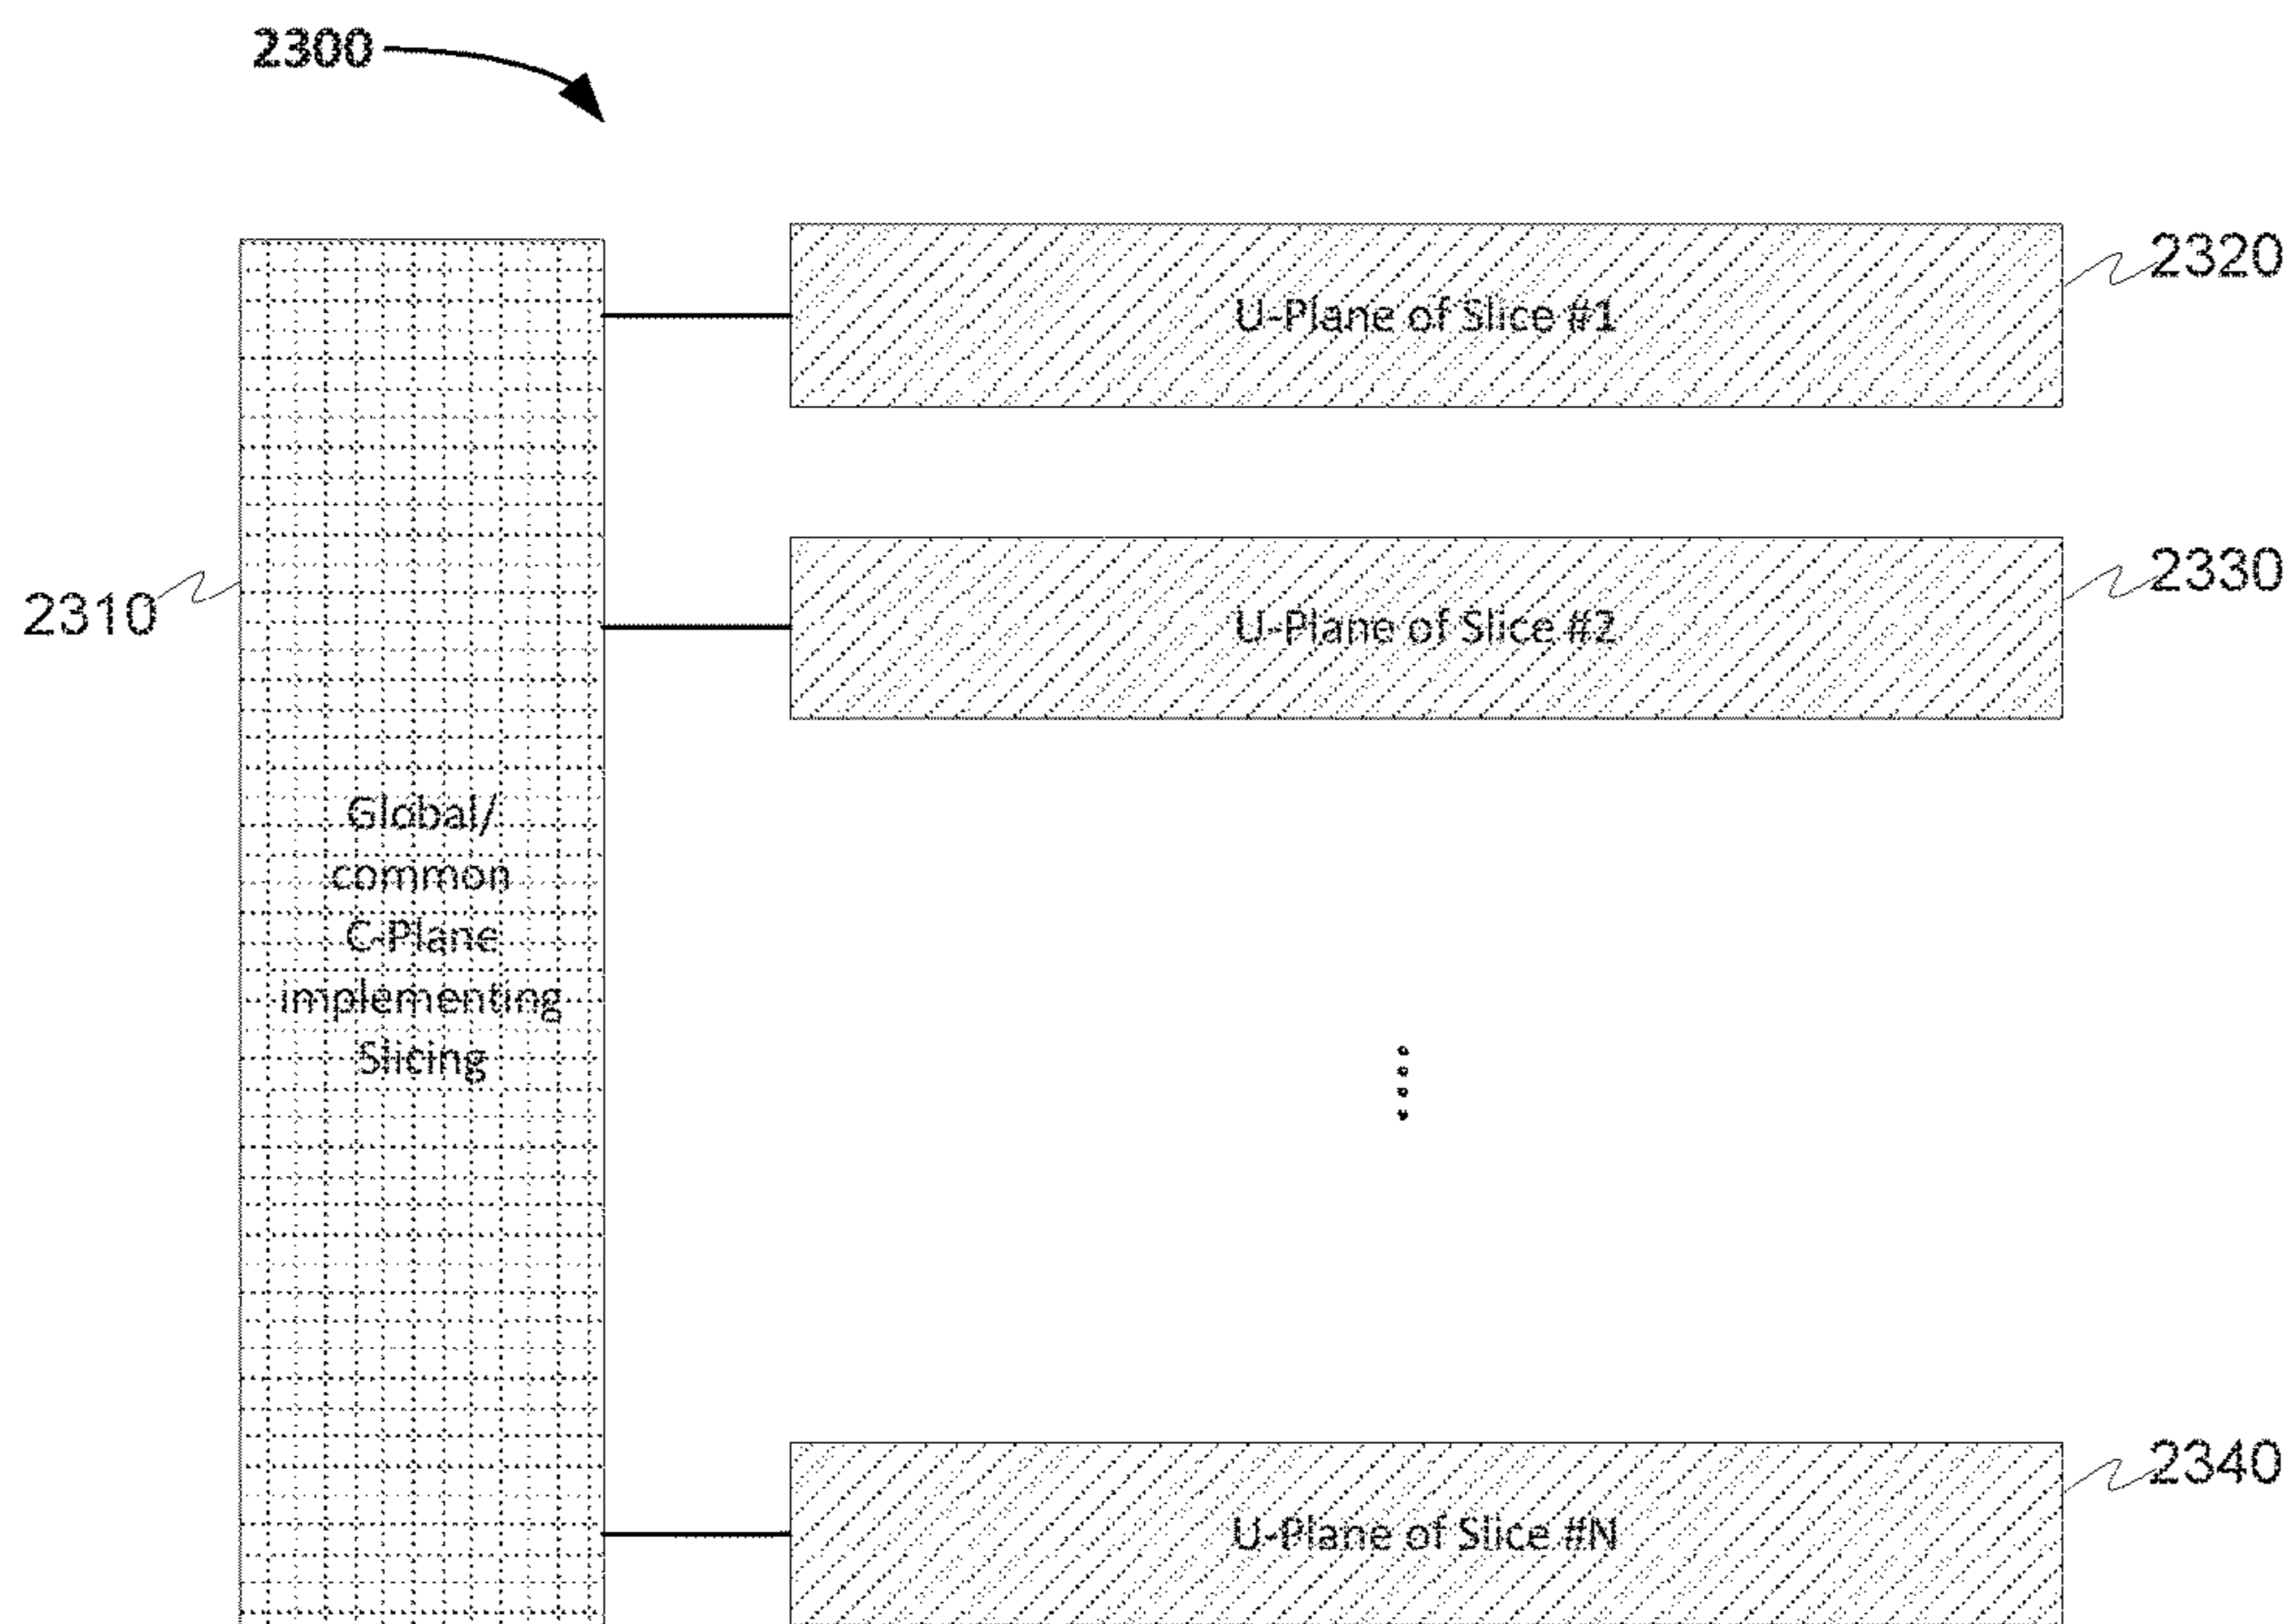 2300
2320
U-Plane of Slice #1
2330
2310
U-Plane of Slice #2
Global/
common
C-Plane
implementing
Slicing
2340
U-Plane of Slice #N